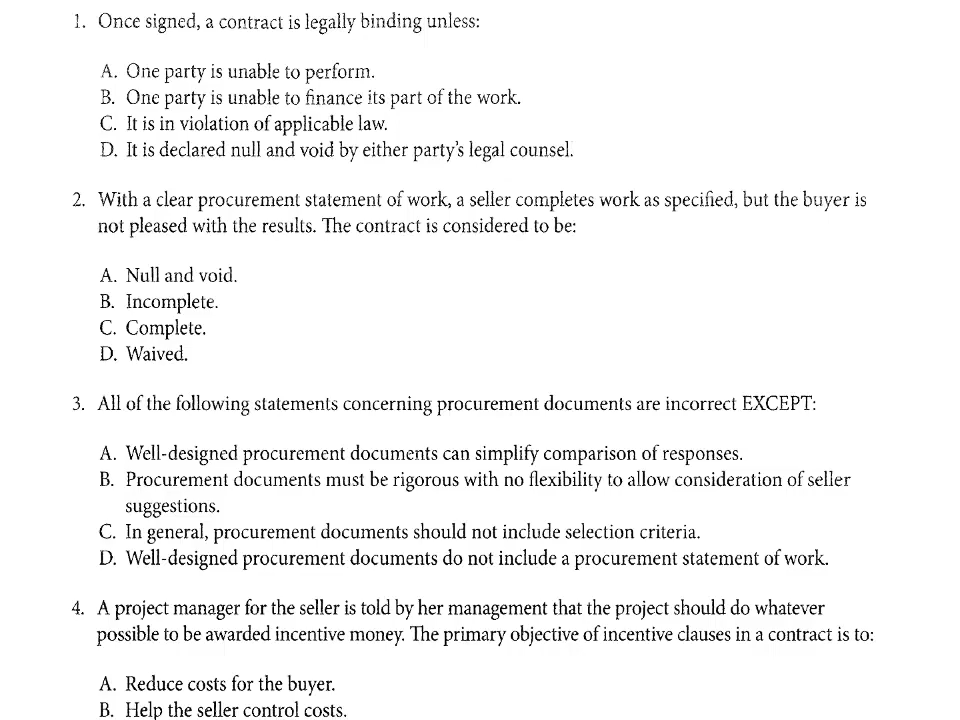 1. Once signed, a contract is legally binding unless:
A. One party is unable to perform.
B. One party is unable to finance its part of the work.
C. It is in violation of applicable law.
D. It is declared null and void by either party's legal counsel.
2. With a clear procurement statement of work, a seller completes work as specified, but the buyer is
not pleased with the results. The contract is considered to be:
A. Null and void.
B. Incomplete.
C. Complete.
D. Waived.
3. All of the following statements concerning procurement documents are incorrect EXCEPT:
A. Well-designed procurement documents can simplify comparison of responses.
B. Procurement documents must be rigorous with no flexibility to allow consideration of seller
suggestions.
C. In general, procurement documents should not include selection criteria.
D. Well-designed procurement documents do not include a procurement statement of work.
4. A project manager for the seller is told by her management that the project should do whatever
possible to be awarded incentive money. The primary objective of incentive clauses in a contract is to:
A. Reduce costs for the buyer.
B. Help the seller control costs.